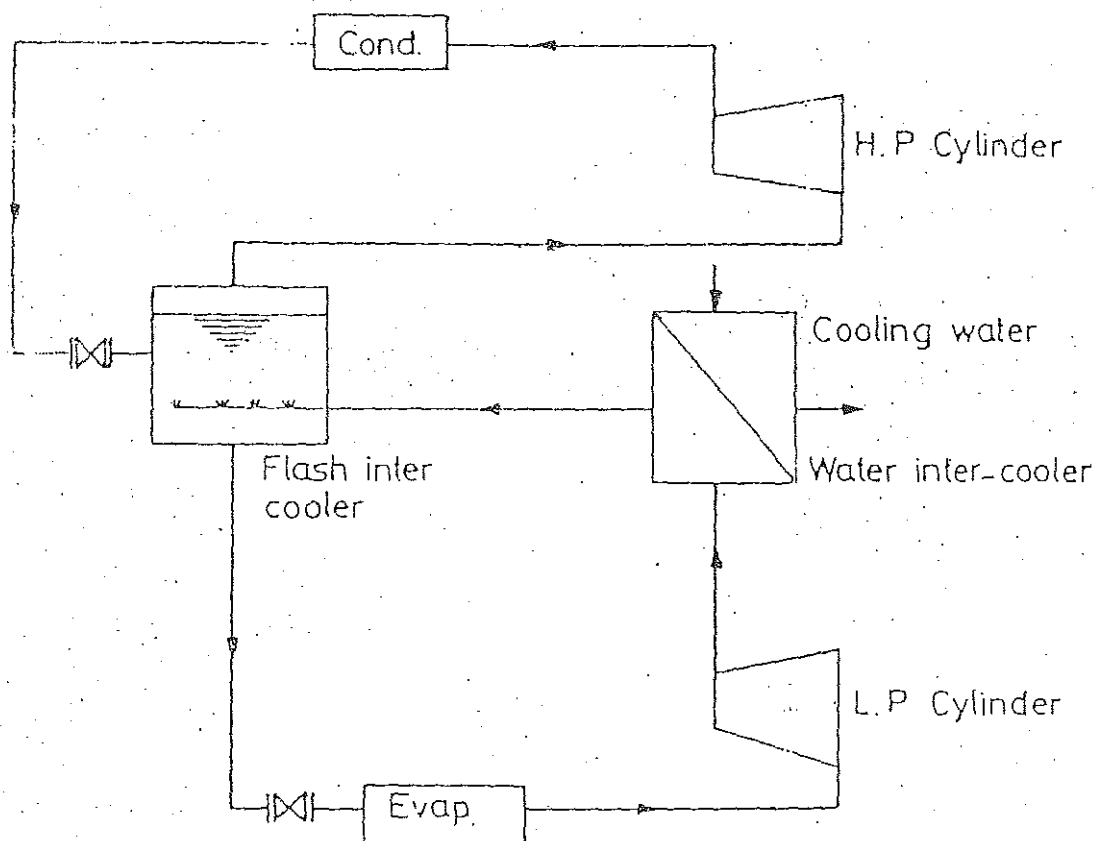 Cond.
H.P Cylinder
Cooling water
Flash inter
cooler
Water inter-cooler
L.P Cylinder
Evap.